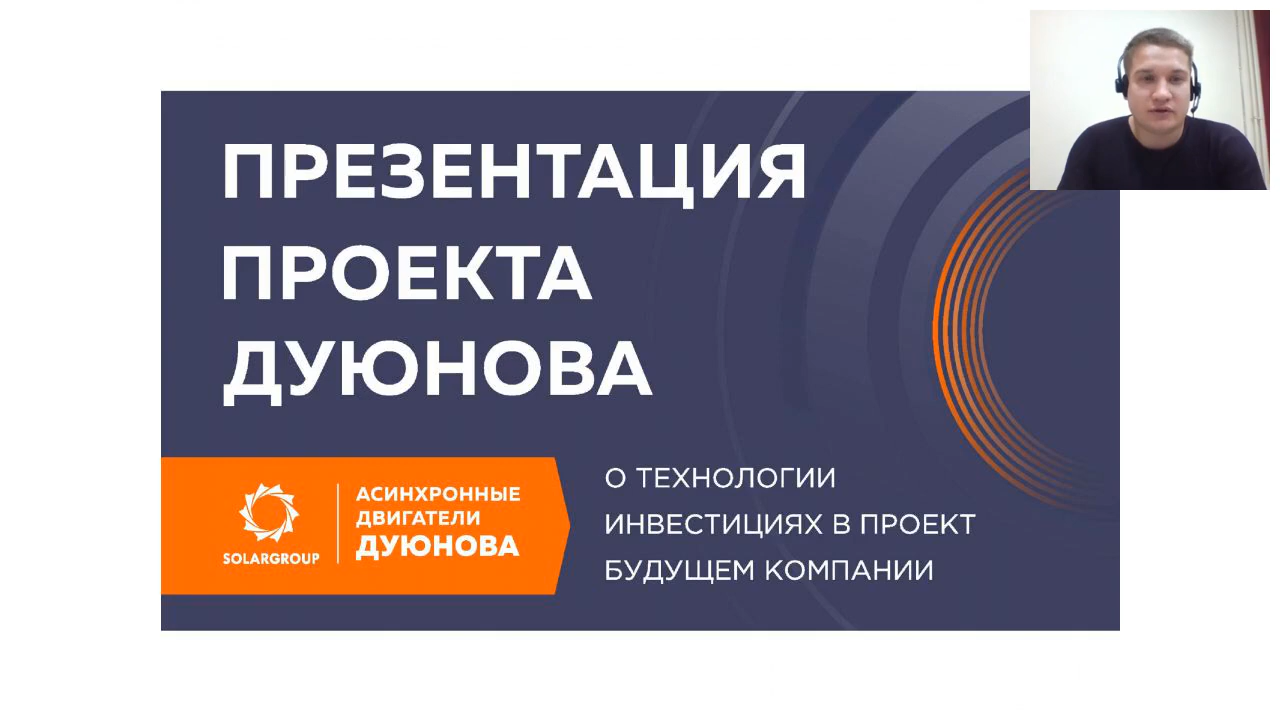 ПРЕЗЕНТАЦИЯ
ПРОЕКТА
ДУЮНОВА
SOLARGROUP
АСИНХРОННЫЕ
ДВИГАТЕЛИ
ДУЮНОВА
О ТЕХНОЛОГИИ
ИНВЕСТИЦИЯХ В ПРОЕКТ
БУДУЩЕМ КОМПАНИИ